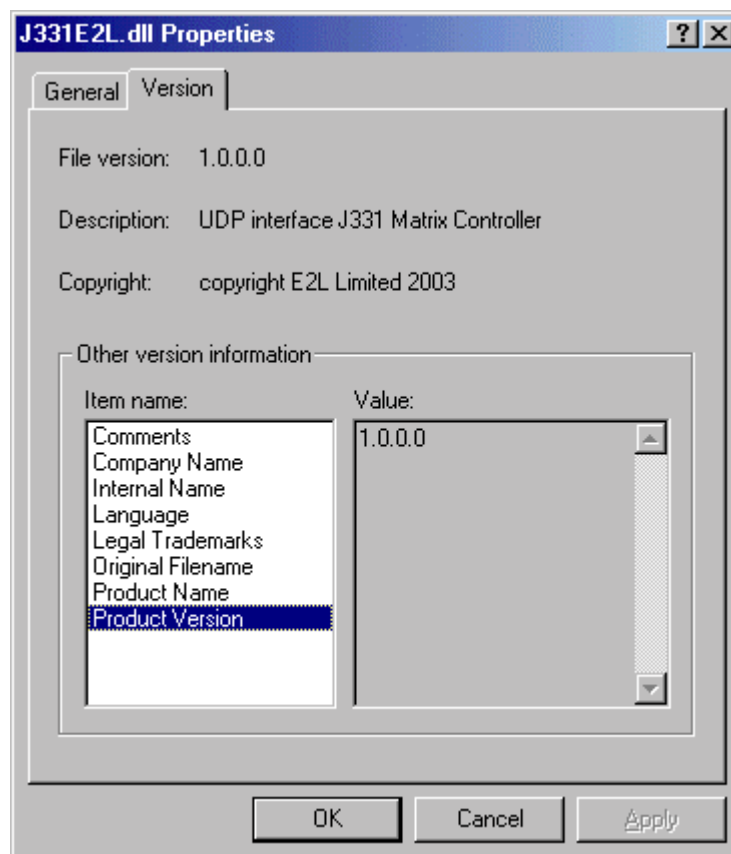 J331E2L.dll Properties
General Version
File version: 1.0.0.0
Description: UDP interface J331 Matrix Controller
Copyright: copyright E2L Limited 2003
Other version information
Item name: Value:
Comments 1.0.0.0
Company Name
Internal Name
Language
Legal Trademarks
Original Filename
Product Name
Product Version
OK Cancel Apply